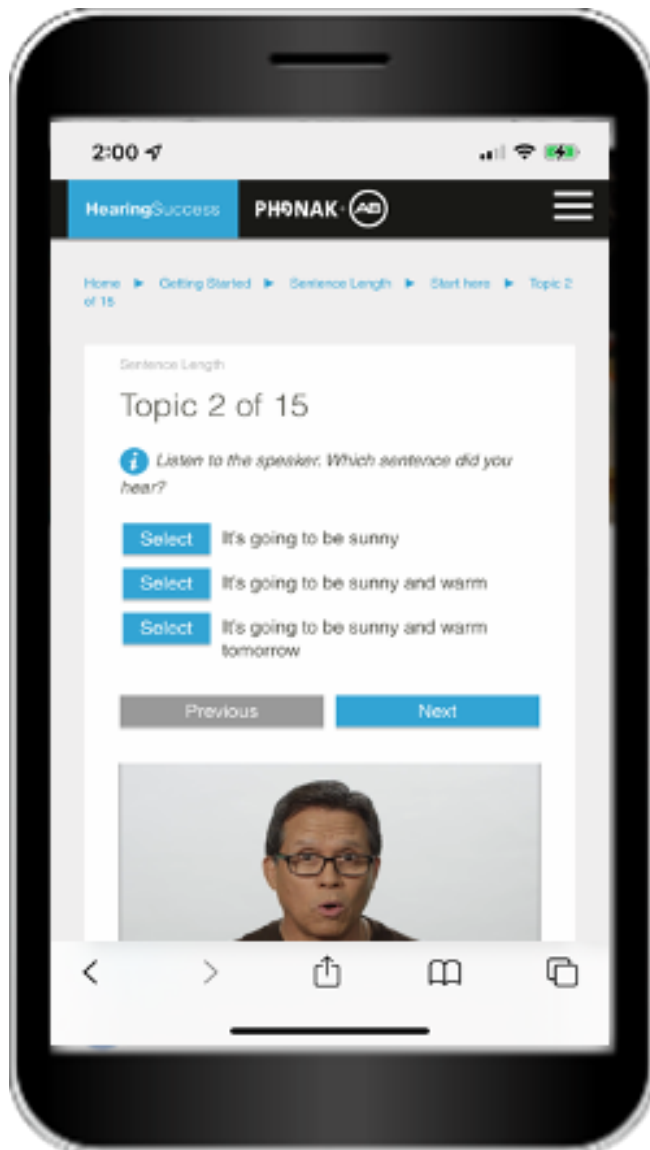 2:00
HearingSuccess PHONAK AB
Home ▶ Getting Started ▶ Sentence Length ▶ Start here ▶ Topic 2
of 15
Sentence Length
Topic 2 of 15
i Listen to the speaker. Which sentence did you
hear?
Select It's going to be sunny
Select It's going to be sunny and warm
Select It's going to be sunny and warm
tomorrow
Previous Next